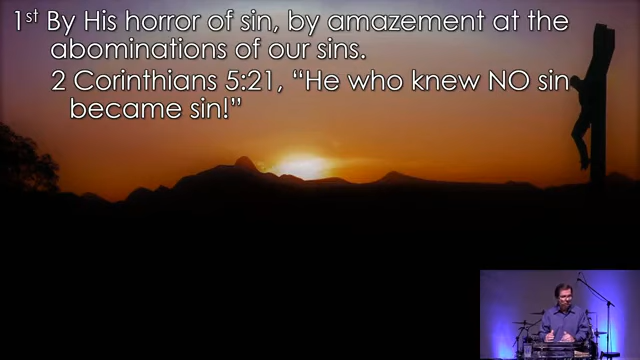 1st By His horror of sin, by amazement at the
abominations of our sins.
2 Corinthians 5:21, “He who knew NO sin
became sin!”